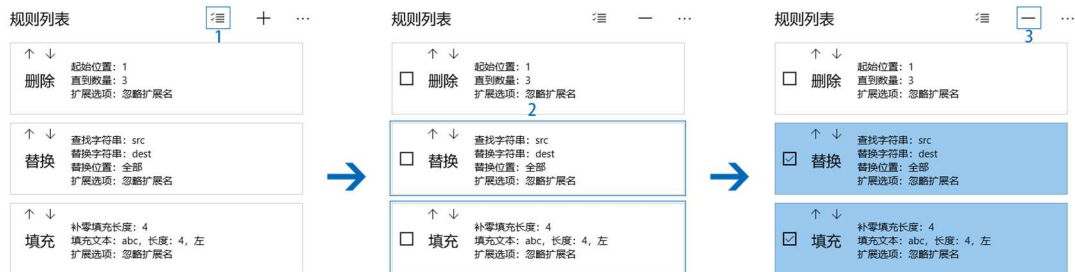 规则列表
1
↑ ↓
删除
起始位置：1
直到数量：3
扩展选项：忽略扩展名
↑ ↓
替换
查找字符串：src
替换字符串：dest
替换位置：全部
扩展选项：忽略扩展名
↑ ↓
填充
补零填充长度：4
填充文本：abc，长度：4，左
扩展选项：忽略扩展名
规则列表
↑ ↓
删除
起始位置：1
直到数量：3
扩展选项：忽略扩展名
2
↑ ↓
替换
查找字符串：src
替换字符串：dest
替换位置：全部
扩展选项：忽略扩展名
↑ ↓
填充
补零填充长度：4
填充文本：abc，长度：4，左
扩展选项：忽略扩展名
规则列表
3
↑ ↓
删除
起始位置：1
直到数量：3
扩展选项：忽略扩展名
↑ ↓
替换
查找字符串：src
替换字符串：dest
替换位置：全部
扩展选项：忽略扩展名
↑ ↓
填充
补零填充长度：4
填充文本：abc，长度：4，左
扩展选项：忽略扩展名